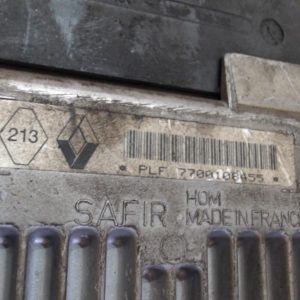 213
* PLF 7700106455 *
SAFIR HOM
MADE IN FRANCE